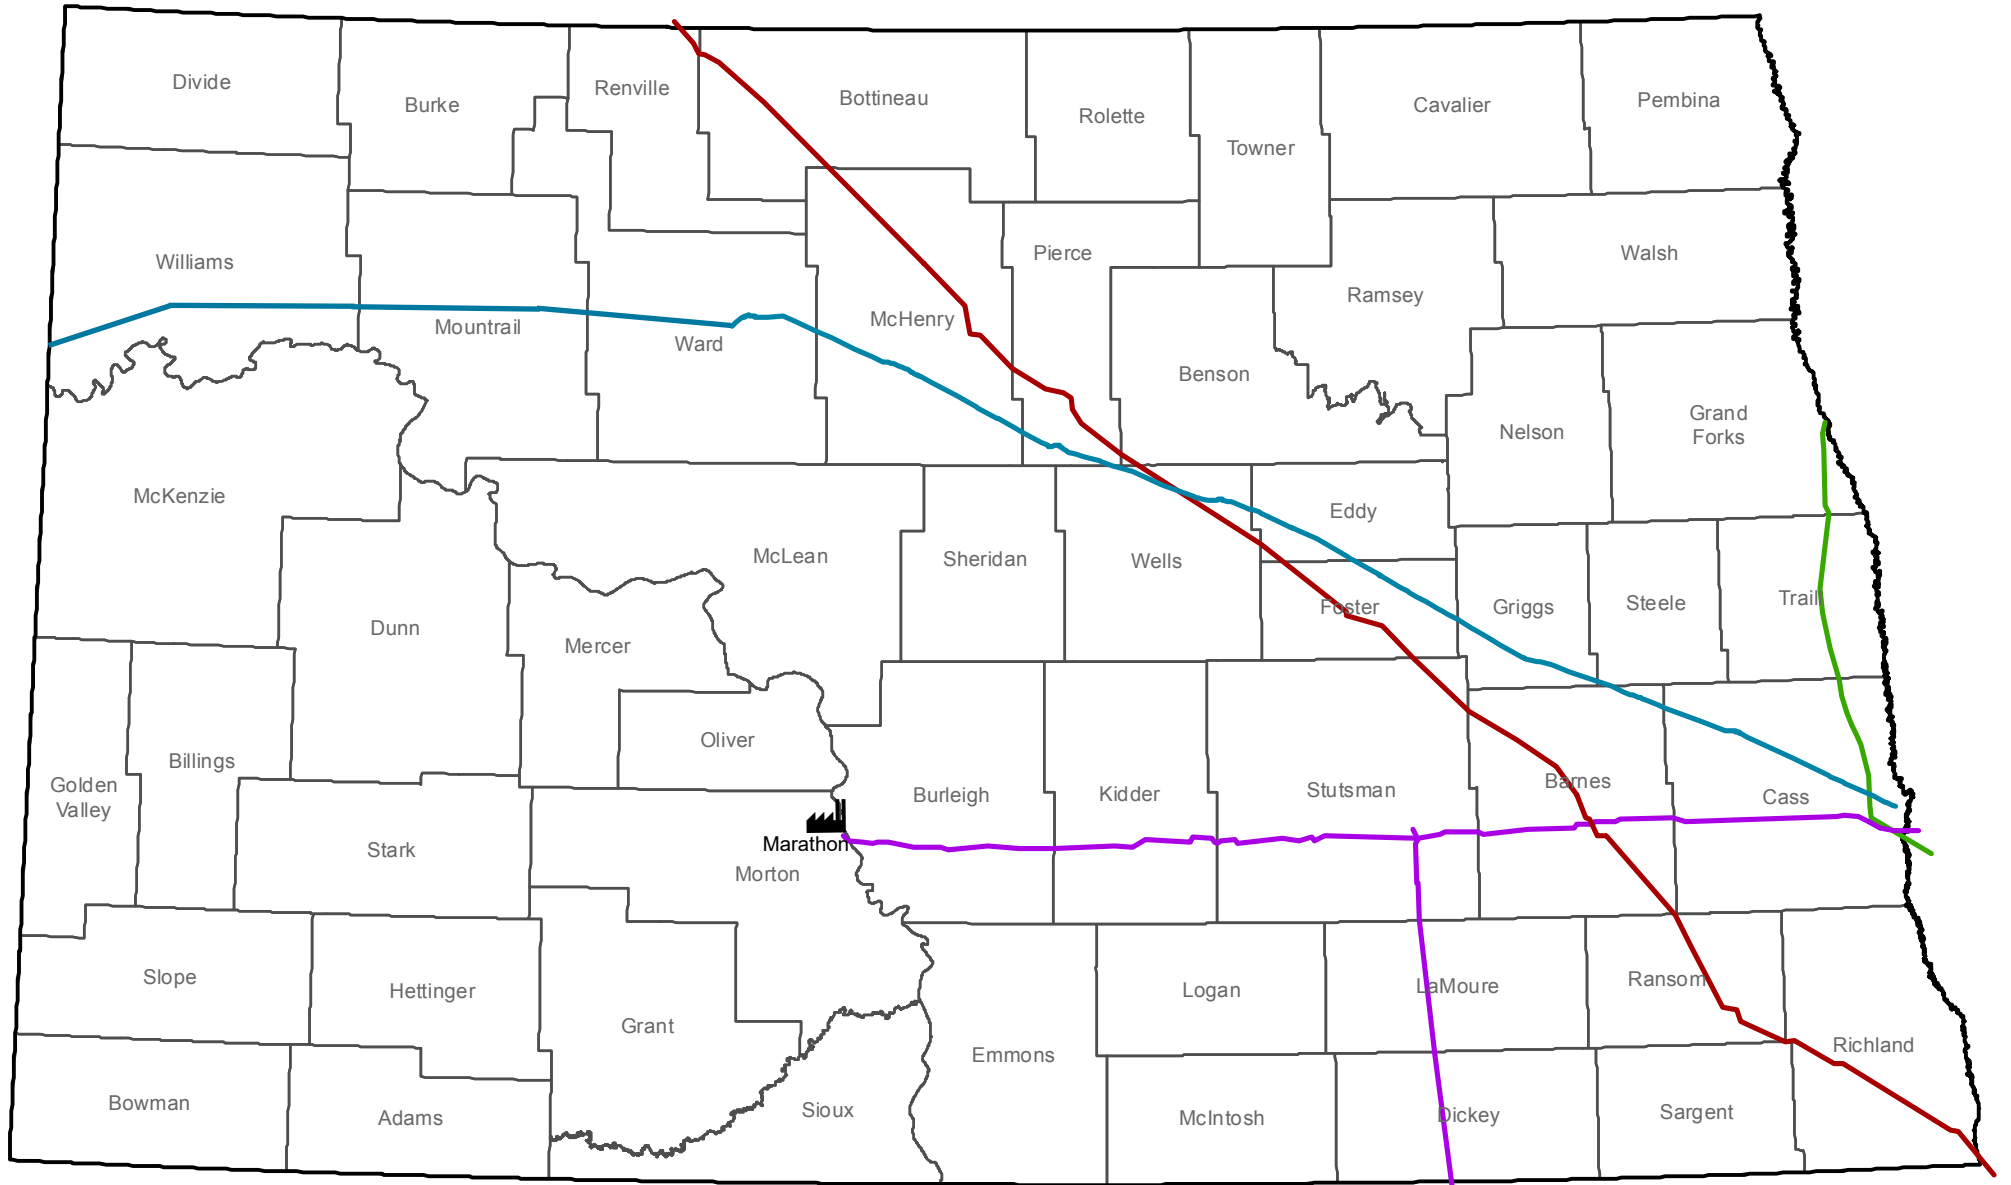 Divide
Burke
Renville
Bottineau
Rolette
Towner
Cavalier
Pembina
Williams
Mountrail
Ward
McHenry
Pierce
Benson
Ramsey
Walsh
Nelson
Grand
Forks
McKenzie
McLean
Sheridan
Wells
Eddy
Foster
Griggs
Steele
Traill
Dunn
Mercer
Oliver
Golden
Valley
Billings
Stark
Burleigh
Kidder
Stutsman
Barnes
Cass
Marathon
Morton
Slope
Hettinger
Grant
Emmons
Logan
LaMoure
Ransom
Richland
Bowman
Adams
Sioux
McIntosh
Dickey
Sargent